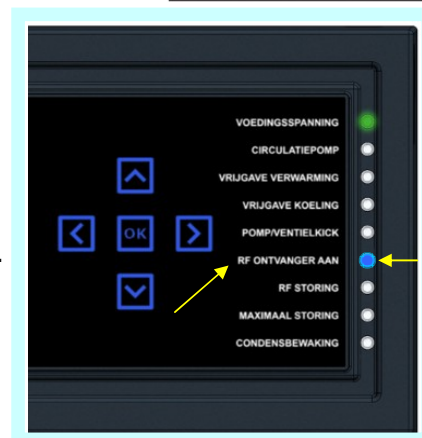 VOEDINGSSPANNING
CIRCULATIEPOMP
VRIJGAVE VERWARMING
VRIJGAVE KOELING
OK
POMP/VENTIELKICK
RF ONTVANGER AAN
RF STORING
MAXIMAAL STORING
CONDENSBEWAKING